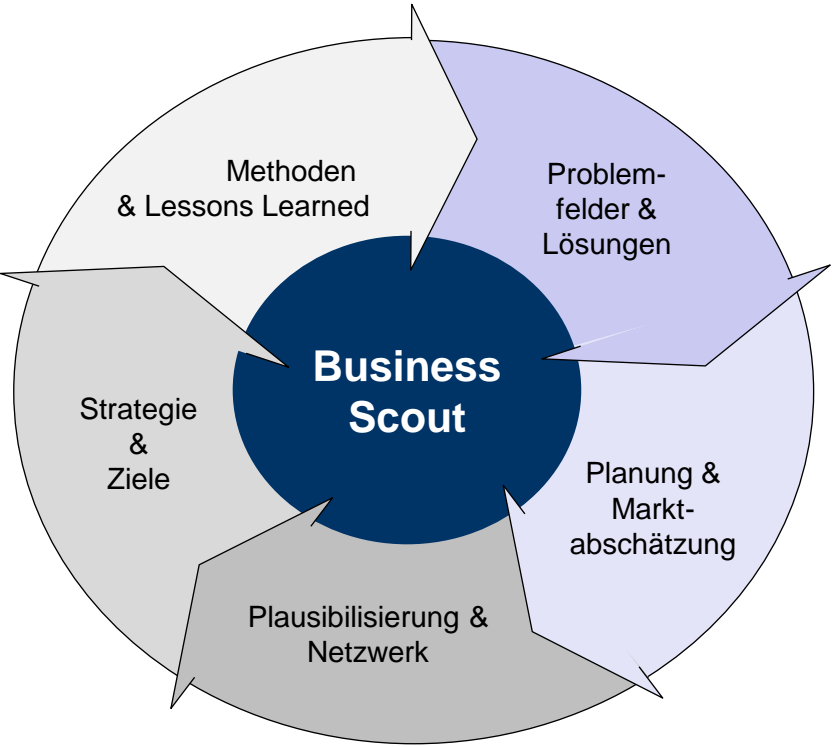 Methoden
& Lessons Learned
Problem-
felder &
Lösungen
Business
Scout
Strategie
&
Ziele
Planung &
Markt-
abschätzung
Plausibilisierung &
Netzwerk